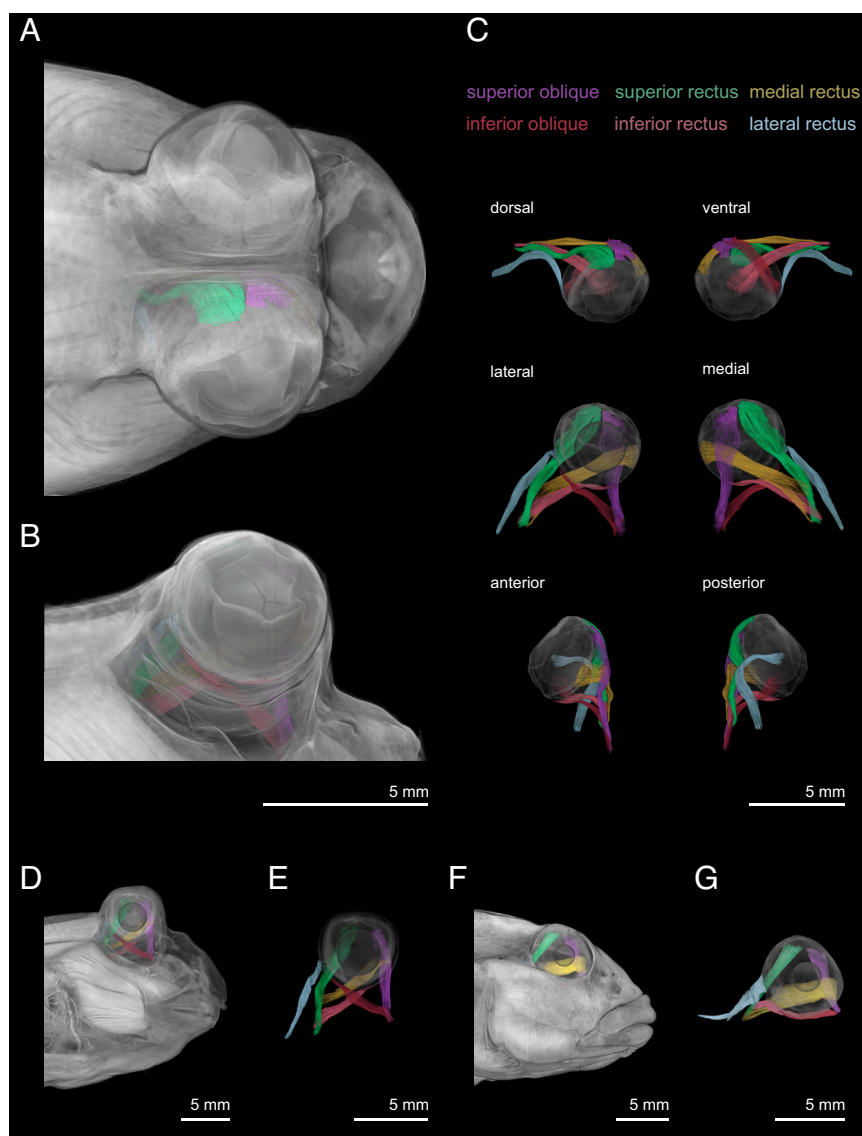 A
C
superior oblique superior rectus medial rectus
inferior oblique inferior rectus lateral rectus
dorsal
ventral
lateral
medial
B
anterior
posterior
5 mm
5 mm
D
E
F
G
5 mm
5 mm
5 mm
5 mm